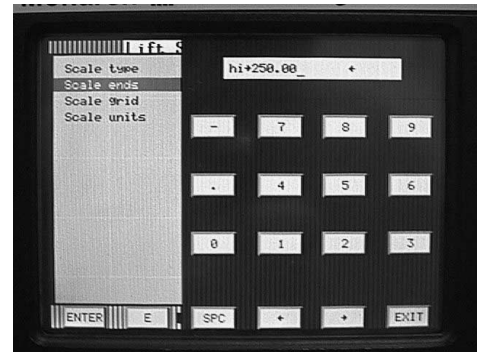 Lift S
Scale type
Scale ends
Scale grid
Scale units
hi→250.00_ ←
- 7 8 9
. 4 5 6
0 1 2 3
ENTER E SPC ← → EXIT